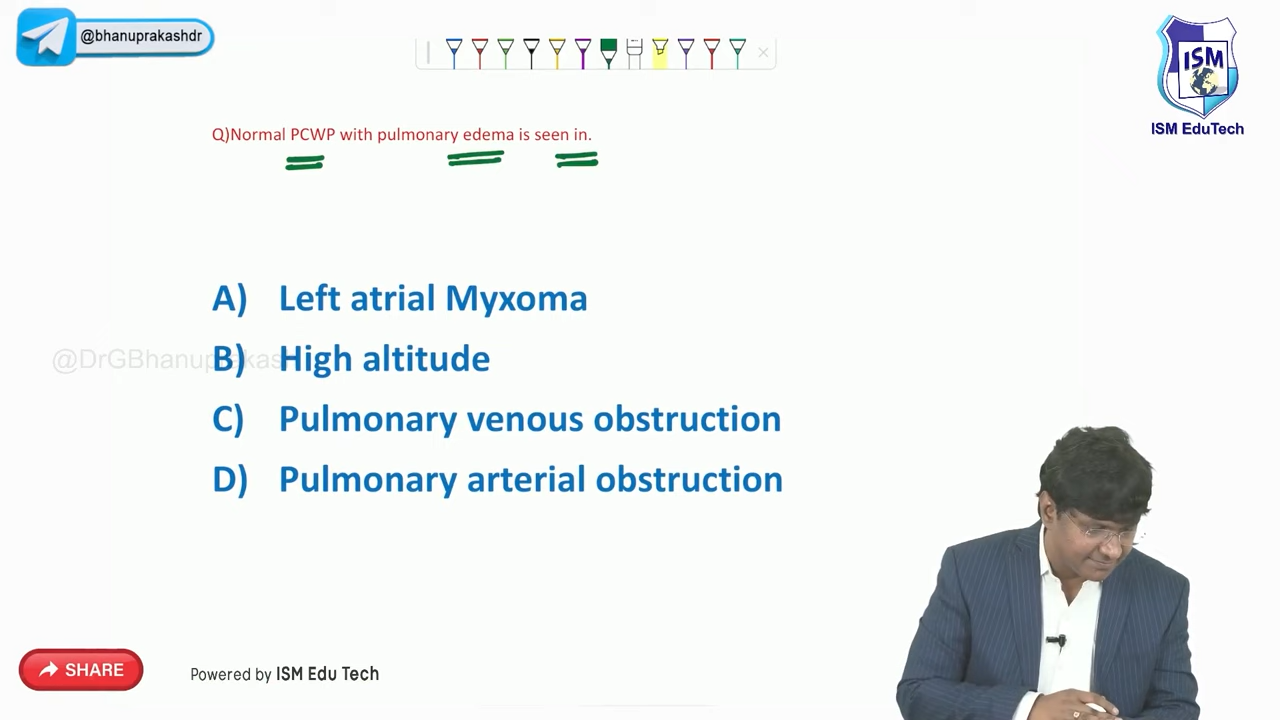 @bhanuprakashdr
ISM
ISM EduTech
Q)Normal PCWP with pulmonary edema is seen in.
A) Left atrial Myxoma
@DrGBhanuprakash
B) High altitude
C) Pulmonary venous obstruction
D) Pulmonary arterial obstruction
SHARE
Powered by ISM Edu Tech